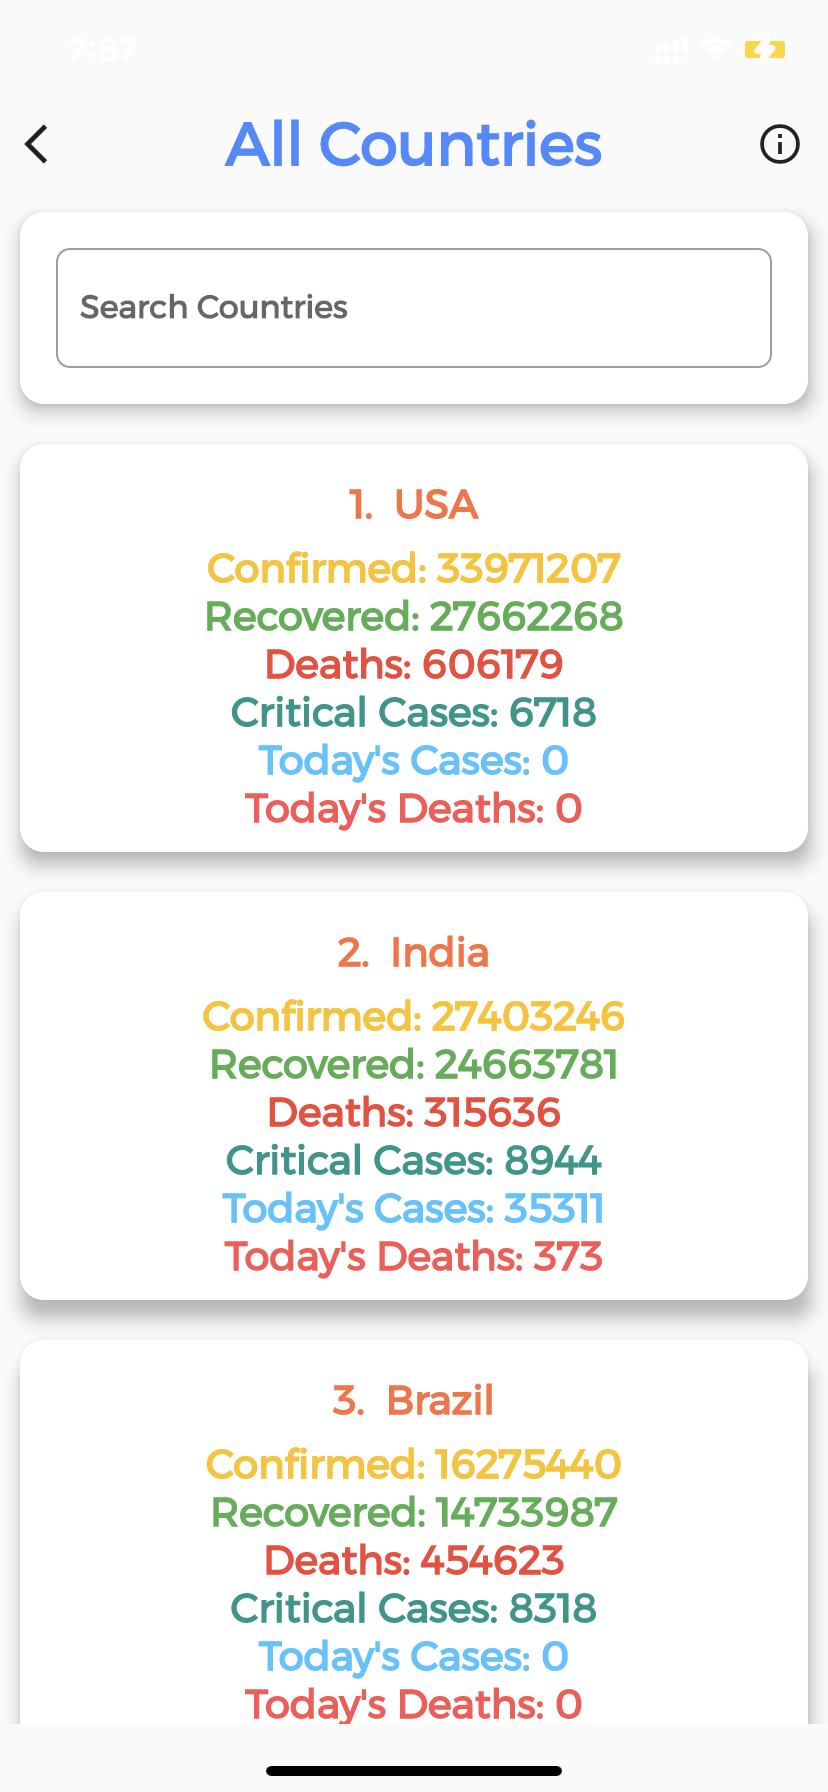 7:57
All Countries
Search Countries
1. USA
Confirmed: 33971207
Recovered: 27662268
Deaths: 606179
Critical Cases: 6718
Today's Cases: 0
Today's Deaths: 0
2. India
Confirmed: 27403246
Recovered: 24663781
Deaths: 315636
Critical Cases: 8944
Today's Cases: 35311
Today's Deaths: 373
3. Brazil
Confirmed: 16275440
Recovered: 14733987
Deaths: 454623
Critical Cases: 8318
Today's Cases: 0
Today's Deaths: 0